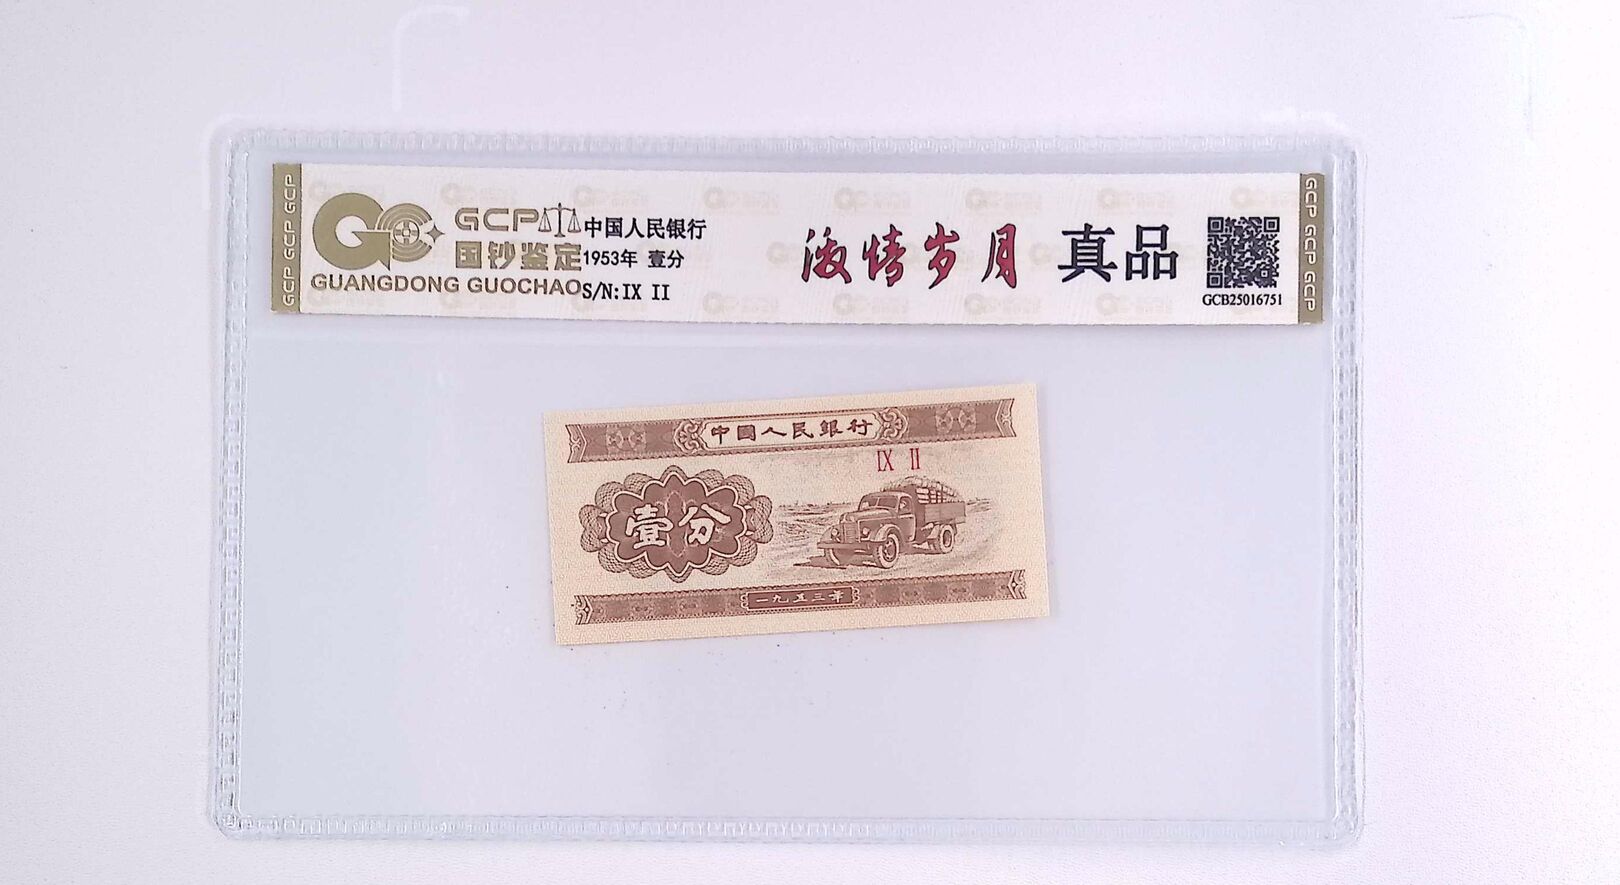 GCP GCP GCP
GCP
国钞鉴定
GUANGDONG GUOCHAO
中国人民银行
1953年 壹分
S/N:IX II
激情岁月
真品
GCB25016751
GCP GCP GCP
中國人民銀行
IX II
壹分
一九五三年